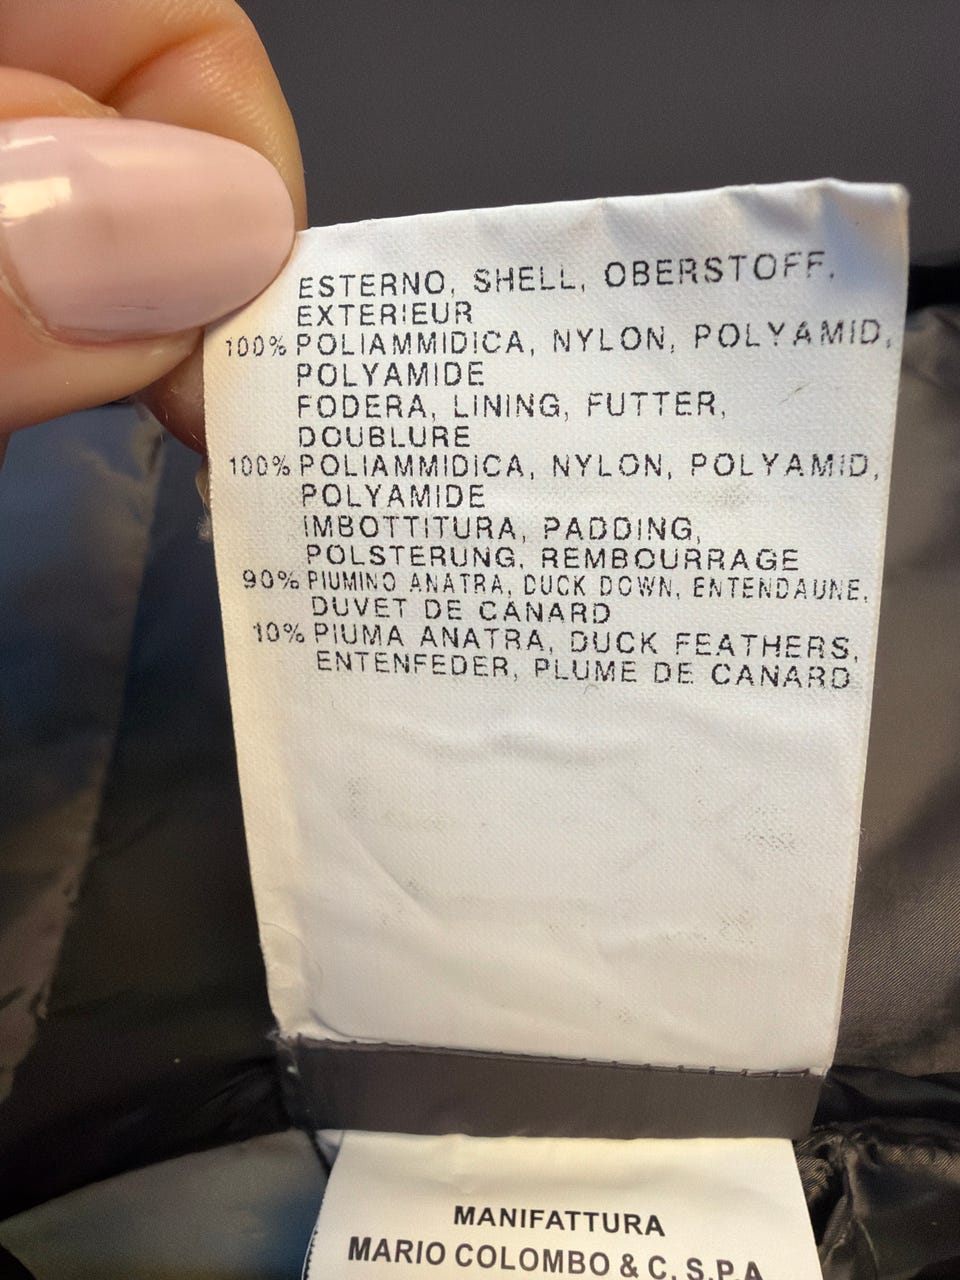 ESTERNO, SHELL, OBERSTOFF,
EXTERIEUR
100% POLIAMMIDICA, NYLON, POLYAMID,
POLYAMIDE
FODERA, LINING, FUTTER,
DOUBLURE
100% POLIAMMIDICA, NYLON, POLYAMID,
POLYAMIDE
IMBOTTITURA, PADDING,
POLSTERUNG, REMBOURRAGE
90% PIUMINO ANATRA, DUCK DOWN, ENTENDAUNE,
DUVET DE CANARD
10% PIUMA ANATRA, DUCK FEATHERS,
ENTENFEDER, PLUME DE CANARD
MANIFATTURA
MARIO COLOMBO & C. S.P.A